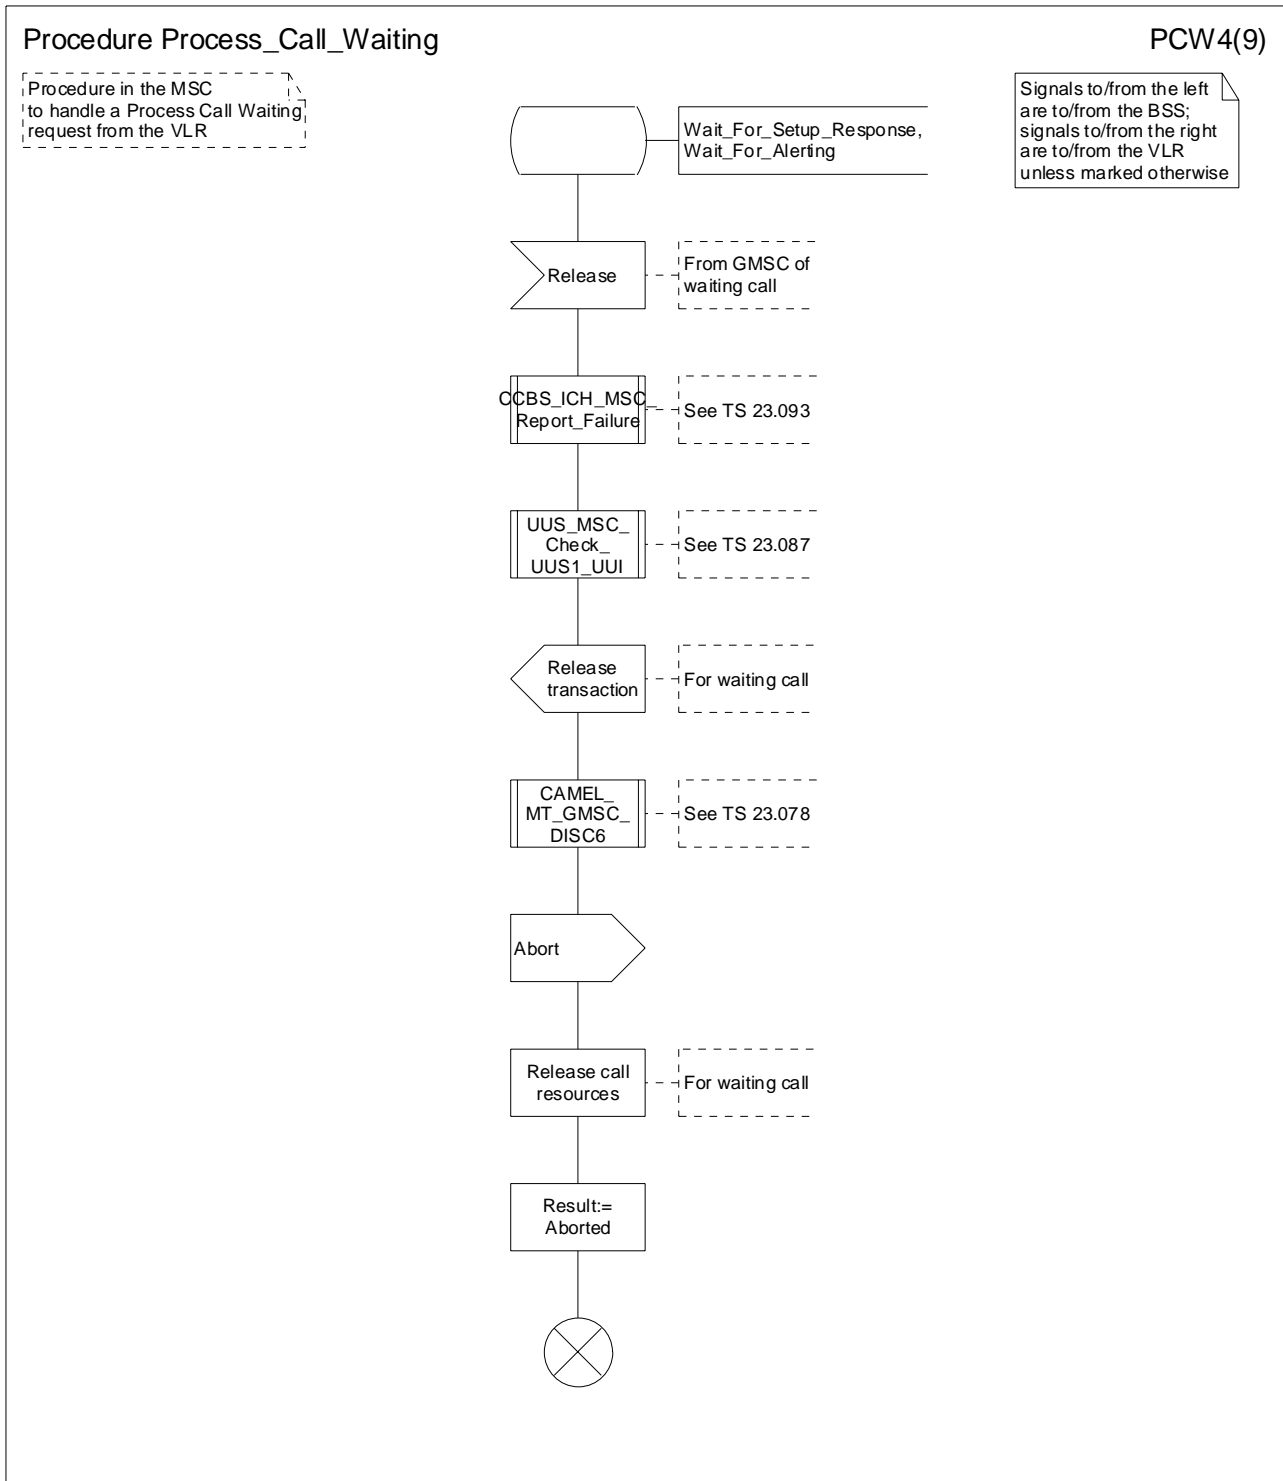 Procedure Process_Call_Waiting
PCW4(9)
Procedure in the MSC
to handle a Process Call Waiting
request from the VLR
Signals to/from the left
are to/from the BSS;
signals to/from the right
are to/from the VLR
unless marked otherwise
Wait_For_Setup_Response,
Wait_For_Alerting
Release
From GMSC of
waiting call
CCBS_ICH_MSC_
Report_Failure
See TS 23.093
UUS_MSC_
Check_
UUS1_UUI
See TS 23.087
Release
transaction
For waiting call
CAMEL_
MT_GMSC_
DISC6
See TS 23.078
Abort
Release call
resources
For waiting call
Result:=
Aborted